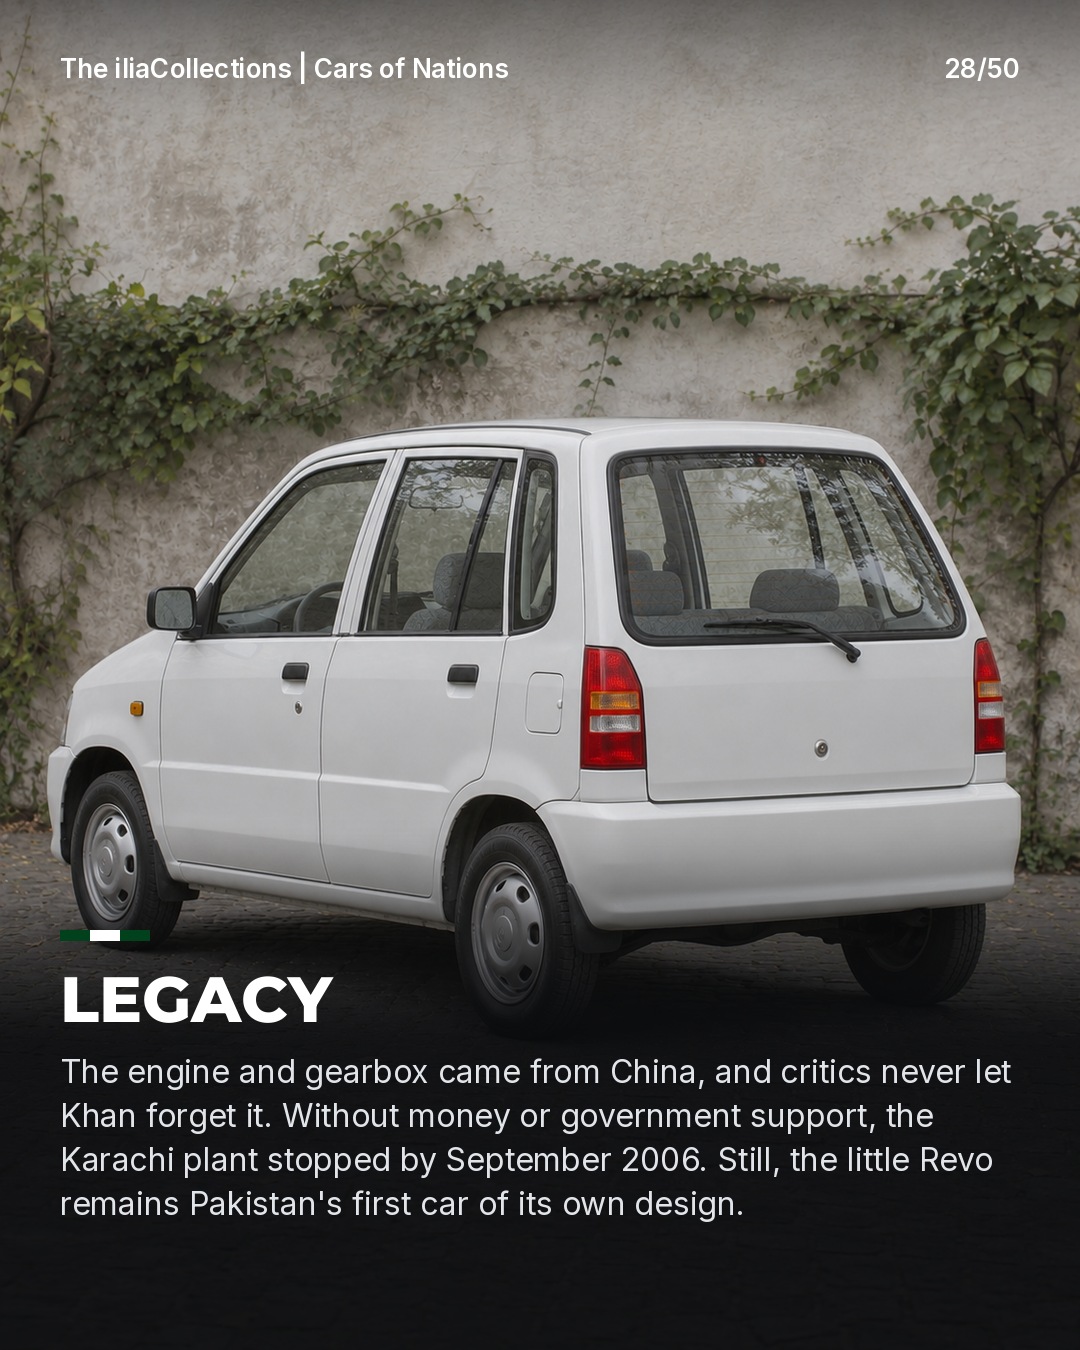 The iliaCollections | Cars of Nations
28/50
LEGACY
The engine and gearbox came from China, and critics never let
Khan forget it. Without money or government support, the
Karachi plant stopped by September 2006. Still, the little Revo
remains Pakistan's first car of its own design.